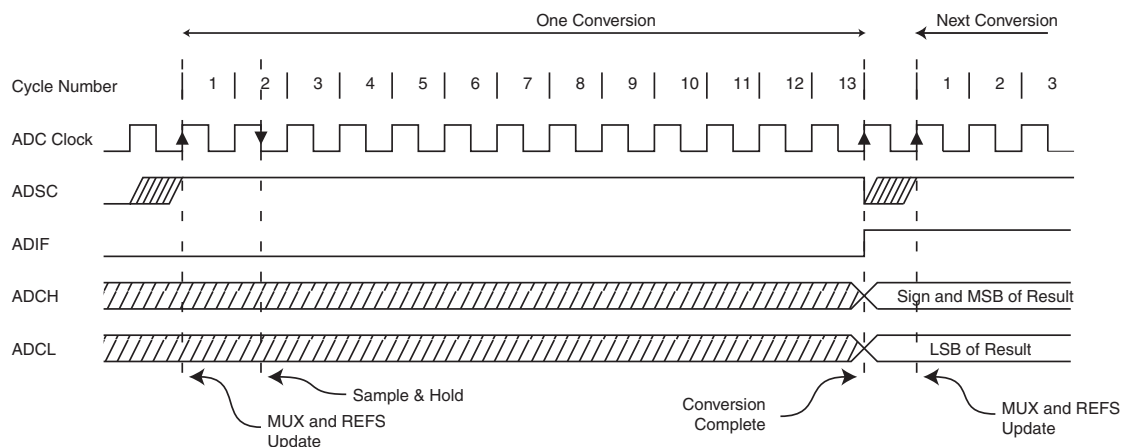 One Conversion
Next Conversion
Cycle Number 1 2 3 4 5 6 7 8 9 10 11 12 13 1 2 3
ADC Clock
ADSC
ADIF
ADCH
Sign and MSB of Result
ADCL
LSB of Result
MUX and REFS
Update
Sample & Hold
Conversion
Complete
MUX and REFS
Update